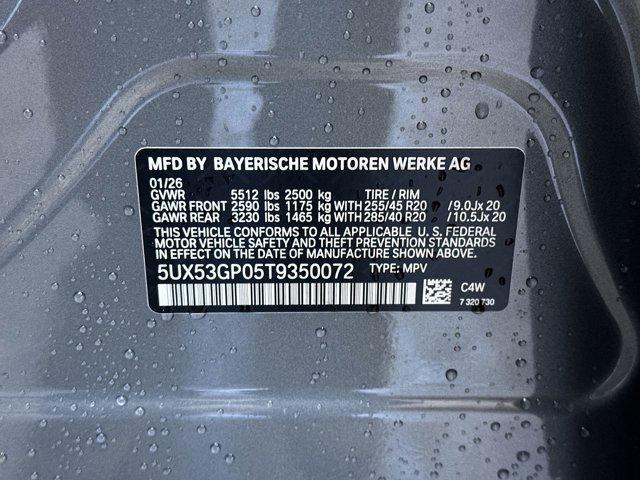 MFD BY BAYERISCHE MOTOREN WERKE AG
01/26
GVWR 5512 lbs 2500 kg TIRE / RIM
GAWR FRONT 2590 lbs 1175 kg WITH 255/45 R20 / 9.0Jx 20
GAWR REAR 3230 lbs 1465 kg WITH 285/40 R20 / 10.5Jx 20
THIS VEHICLE CONFORMS TO ALL APPLICABLE U. S. FEDERAL
MOTOR VEHICLE SAFETY AND THEFT PREVENTION STANDARDS
IN EFFECT ON THE DATE OF MANUFACTURE SHOWN ABOVE.
5UX53GP05T9350072 TYPE: MPV
C4W
7 320 730